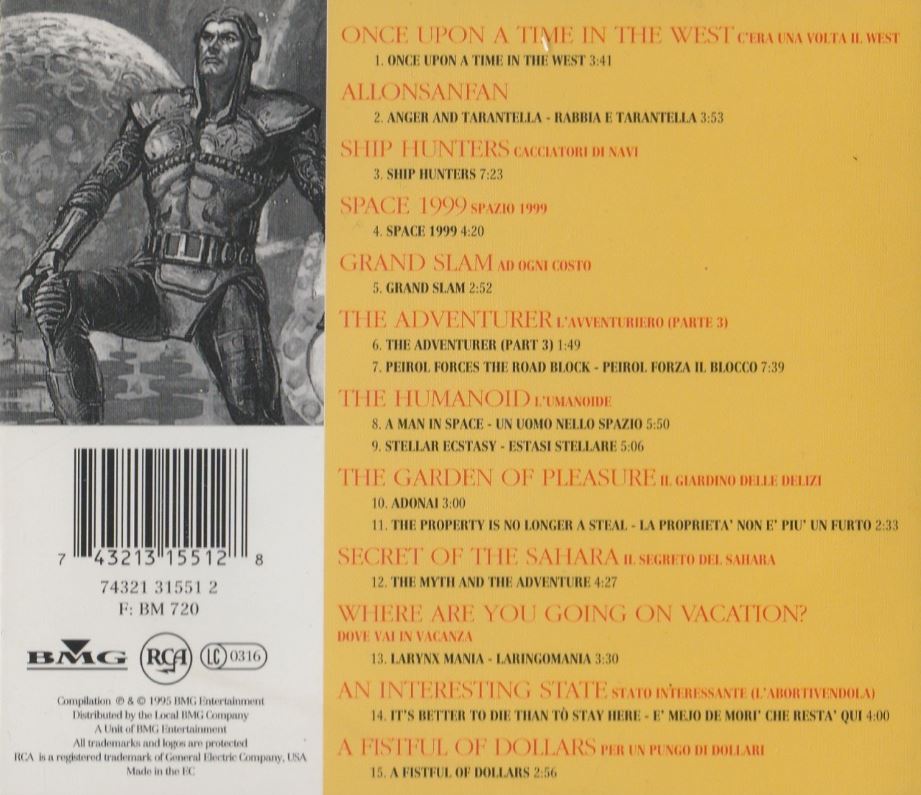 ONCE UPON A TIME IN THE WEST C'ERA UNA VOLTA IL WEST
1. ONCE UPON A TIME IN THE WEST 3:41
ALLONSANFAN
2. ANGER AND TARANTELLA - RABBIA E TARANTELLA 3:53
SHIP HUNTERS CACCIATORI DI NAVI
3. SHIP HUNTERS 7:23
SPACE 1999 SPAZIO 1999
4. SPACE 1999 4:20
GRAND SLAM AD OGNI COSTO
5. GRAND SLAM 2:52
THE ADVENTURER L'AVVENTURIERO (PARTE 3)
6. THE ADVENTURER (PART 3) 1:49
7. PEIROL FORCES THE ROAD BLOCK - PEIROL FORZA IL BLOCCO 7:39
THE HUMANOID L'UMANOIDE
8. A MAN IN SPACE - UN UOMO NELLO SPAZIO 5:50
9. STELLAR ECSTASY - ESTASI STELLARE 5:06
THE GARDEN OF PLEASURE IL GIARDINO DELLE DELIZI
10. ADONAI 3:00
11. THE PROPERTY IS NO LONGER A STEAL - LA PROPRIETA' NON E' PIU' UN FURTO 2:33
SECRET OF THE SAHARA IL SEGRETO DEL SAHARA
12. THE MYTH AND THE ADVENTURE 4:27
WHERE ARE YOU GOING ON VACATION?
DOVE VAI IN VACANZA
13. LARYNX MANIA - LARINGOMANIA 3:30
AN INTERESTING STATE STATO INTERESSANTE (L'ABORTIVENDOLA)
14. IT'S BETTER TO DIE THAN TÒ STAY HERE - E' MEJO DE MORI' CHE RESTA' QUI 4:00
A FISTFUL OF DOLLARS PER UN PUNGO DI DOLLARI
15. A FISTFUL OF DOLLARS 2:56
7 43213 15512 8
74321 31551 2
F: BM 720
BMG RCA LC 0316
Compilation ℗ & © 1995 BMG Entertainment
Distributed by the Local BMG Company
A Unit of BMG Entertainment
All trademarks and logos are protected
RCA is a registered trademark of General Electric Company, USA
Made in the EC